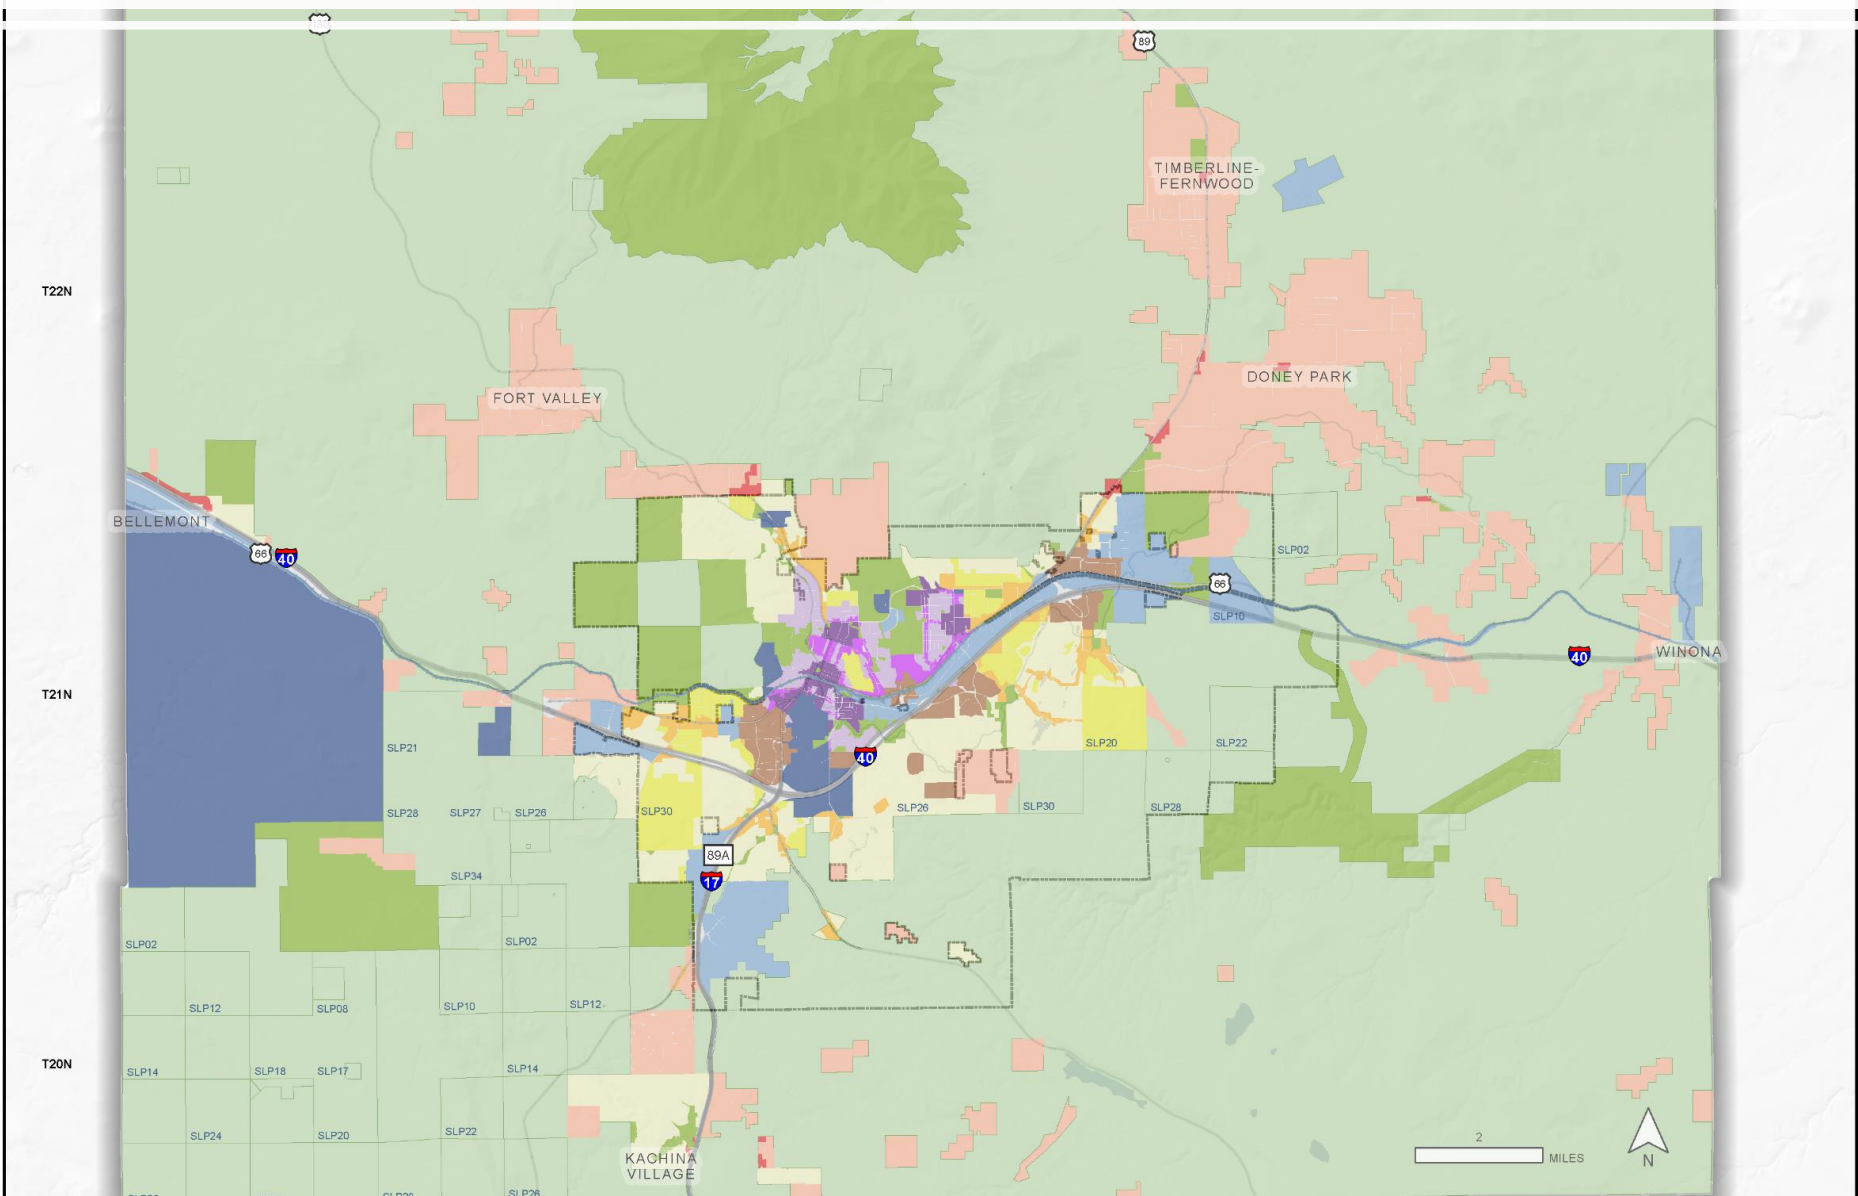 89
TIMBERLINE-
FERNWOOD
T22N
DONEY PARK
FORT VALLEY
BELLEMONT
66
40
SLP02
66
SLP10
WINONA
40
T21N
SLP21
SLP20
SLP22
40
SLP28
SLP27
SLP26
SLP30
SLP26
SLP30
SLP28
89A
SLP34
17
SLP02
SLP02
SLP12
SLP08
SLP10
SLP12
T20N
SLP14
SLP18
SLP17
SLP14
SLP24
SLP20
SLP22
2
MILES
N
KACHINA
VILLAGE
SLP26